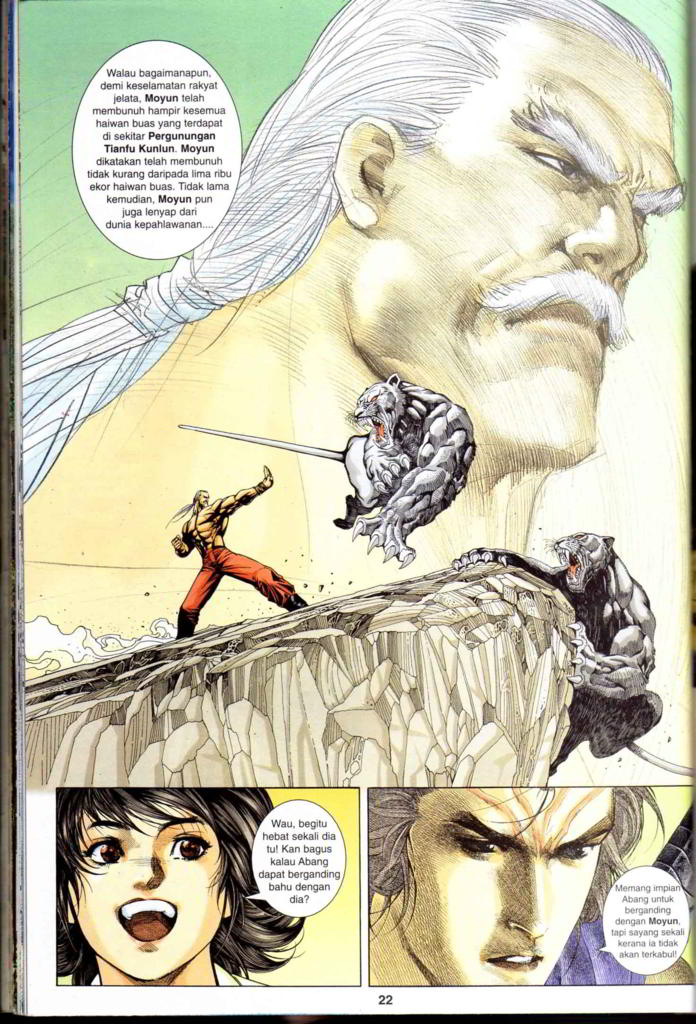 Walau bagaimanapun,
demi keselamatan rakyat
jelata, Moyun telah
membunuh hampir kesemua
haiwan buas yang terdapat
di sekitar Pergunungan
Tianfu Kunlun. Moyun
dikatakan telah membunuh
tidak kurang daripada lima ribu
ekor haiwan buas. Tidak lama
kemudian, Moyun pun
juga lenyap dari
dunia kepahlawanan....
Wau, begitu
hebat sekali dia
tu! Kan bagus
kalau Abang
dapat berganding
bahu dengan
dia?
Memang impian
Abang untuk
berganding
dengan Moyun,
tapi sayang sekali
kerana ia tidak
akan terkabul!
22